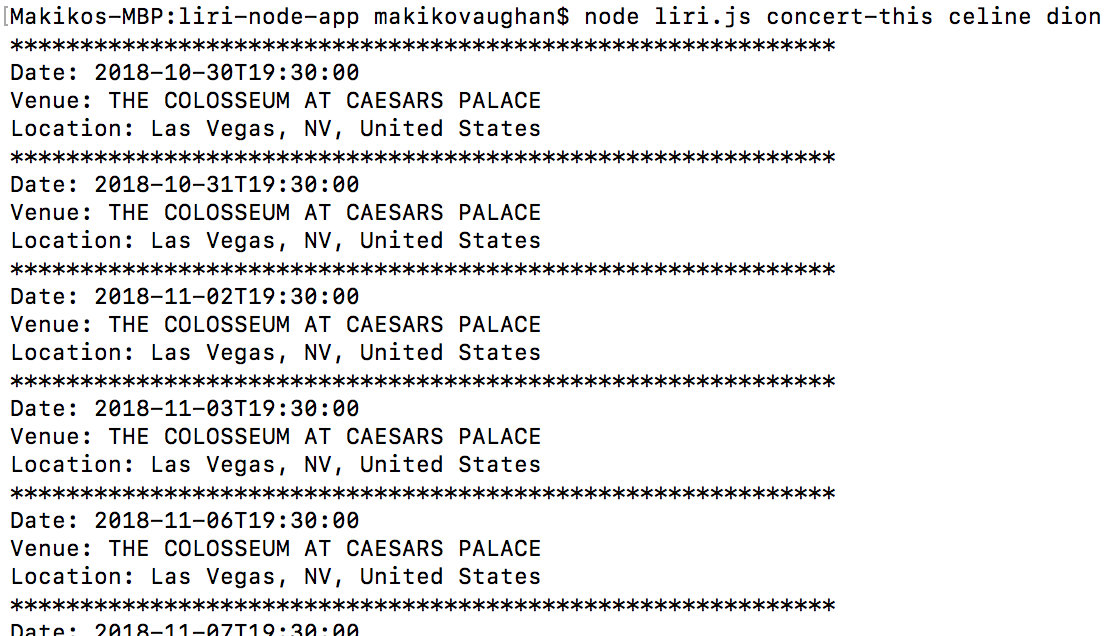 [Makikos-MBP:liri-node-app makikovaughan$ node liri.js concert-this celine dion
***********************************************************
Date: 2018-10-30T19:30:00
Venue: THE COLOSSEUM AT CAESARS PALACE
Location: Las Vegas, NV, United States
***********************************************************
Date: 2018-10-31T19:30:00
Venue: THE COLOSSEUM AT CAESARS PALACE
Location: Las Vegas, NV, United States
***********************************************************
Date: 2018-11-02T19:30:00
Venue: THE COLOSSEUM AT CAESARS PALACE
Location: Las Vegas, NV, United States
***********************************************************
Date: 2018-11-03T19:30:00
Venue: THE COLOSSEUM AT CAESARS PALACE
Location: Las Vegas, NV, United States
***********************************************************
Date: 2018-11-06T19:30:00
Venue: THE COLOSSEUM AT CAESARS PALACE
Location: Las Vegas, NV, United States
***********************************************************
Date: 2018-11-07T19:30:00